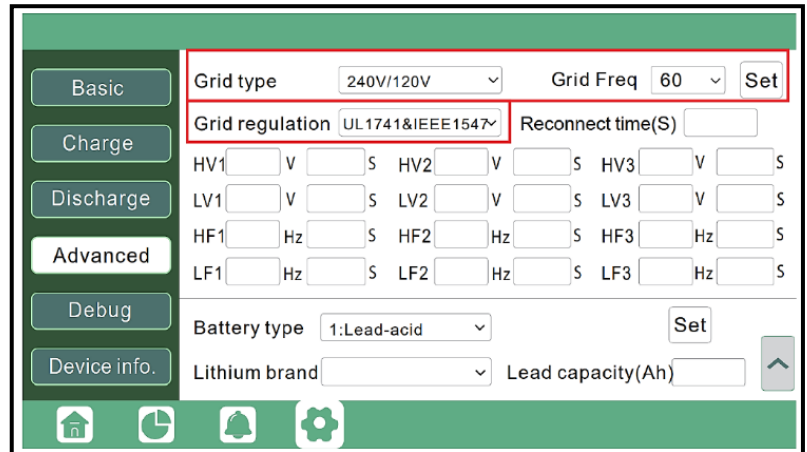 Basic
Charge
Discharge
Advanced
Debug
Device info.
Grid type 240V/120V Grid Freq 60 Set
Grid regulation UL1741&IEEE1547 Reconnect time(S)
HV1 V S HV2 V S HV3 V S
LV1 V S LV2 V S LV3 V S
HF1 Hz S HF2 Hz S HF3 Hz S
LF1 Hz S LF2 Hz S LF3 Hz S
Battery type 1:Lead-acid Set
Lithium brand Lead capacity(Ah)